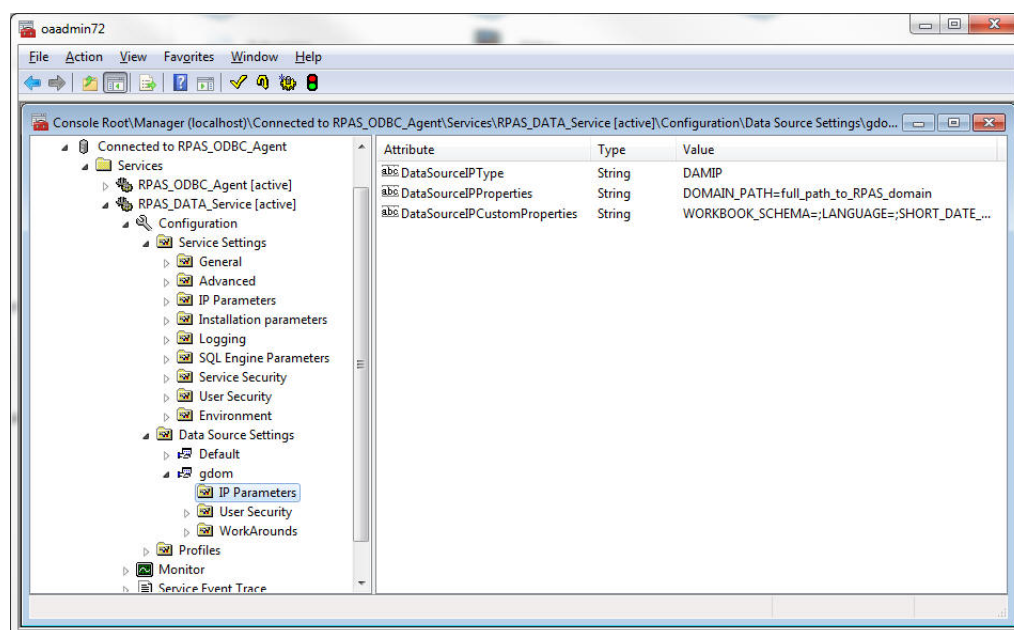 oaadmin72
File Action View Favorites Window Help
Console Root\Manager (localhost)\Connected to RPAS_ODBC_Agent\Services\RPAS_DATA_Service [active]\Configuration\Data Source Settings\gdo...
Connected to RPAS_ODBC_Agent
Services
RPAS_ODBC_Agent [active]
RPAS_DATA_Service [active]
Configuration
Service Settings
General
Advanced
IP Parameters
Installation parameters
Logging
SQL Engine Parameters
Service Security
User Security
Environment
Data Source Settings
Default
gdom
IP Parameters
User Security
WorkArounds
Profiles
Monitor
Service Event Trace
Attribute Type Value
abc DataSourceIPType String DAMIP
abc DataSourceIPProperties String DOMAIN_PATH=full_path_to_RPAS_domain
abc DataSourceIPCustomProperties String WORKBOOK_SCHEMA=;LANGUAGE=;SHORT_DATE_...